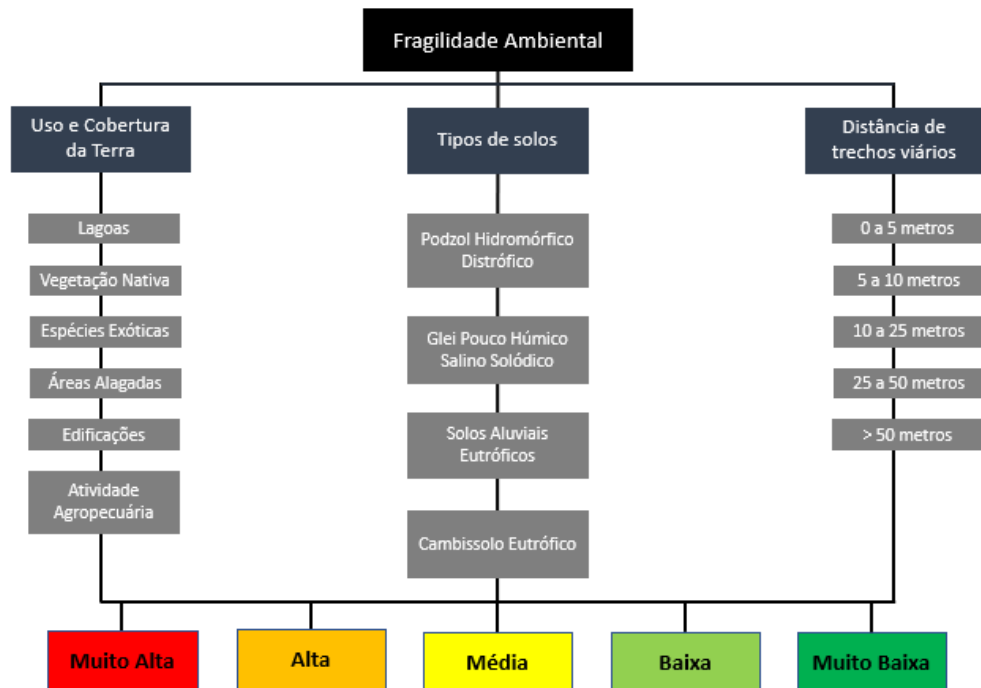 Fragilidade Ambiental
Uso e Cobertura
da Terra
Lagoas
Vegetação Nativa
Espécies Exóticas
Áreas Alagadas
Edificações
Atividade
Agropecuária
Tipos de solos
Podzol Hidromórfico
Distrófico
Glei Pouco Húmico
Salino Solódico
Solos Aluviais
Eutróficos
Cambissolo Eutrófico
Distância de
trechos viários
0 a 5 metros
5 a 10 metros
10 a 25 metros
25 a 50 metros
> 50 metros
Muito Alta
Alta
Média
Baixa
Muito Baixa